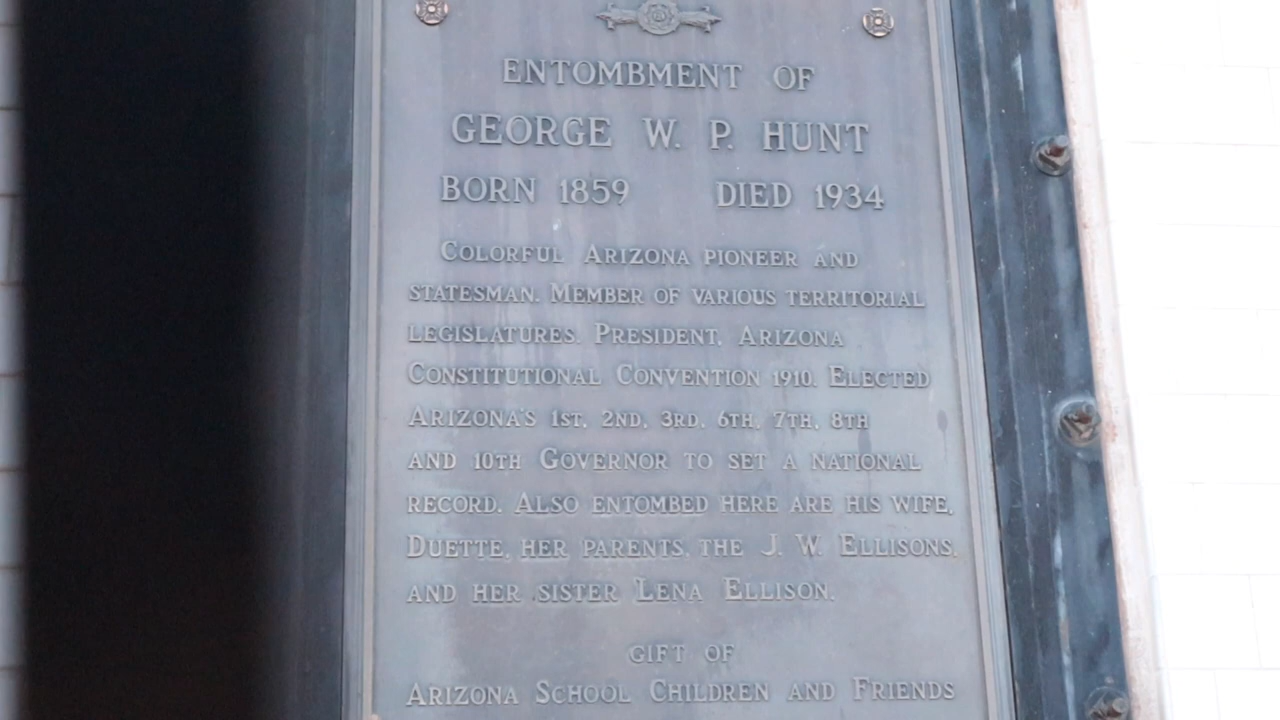 ENTOMBMENT OF
GEORGE W. P. HUNT
BORN 1859 DIED 1934
COLORFUL ARIZONA PIONEER AND
STATESMAN. MEMBER OF VARIOUS TERRITORIAL
LEGISLATURES. PRESIDENT, ARIZONA
CONSTITUTIONAL CONVENTION 1910. ELECTED
ARIZONA'S 1ST, 2ND, 3RD, 6TH, 7TH, 8TH
AND 10TH GOVERNOR TO SET A NATIONAL
RECORD. ALSO ENTOMBED HERE ARE HIS WIFE,
DUETTE, HER PARENTS, THE J. W. ELLISONS,
AND HER SISTER LENA ELLISON.
GIFT OF
ARIZONA SCHOOL CHILDREN AND FRIENDS